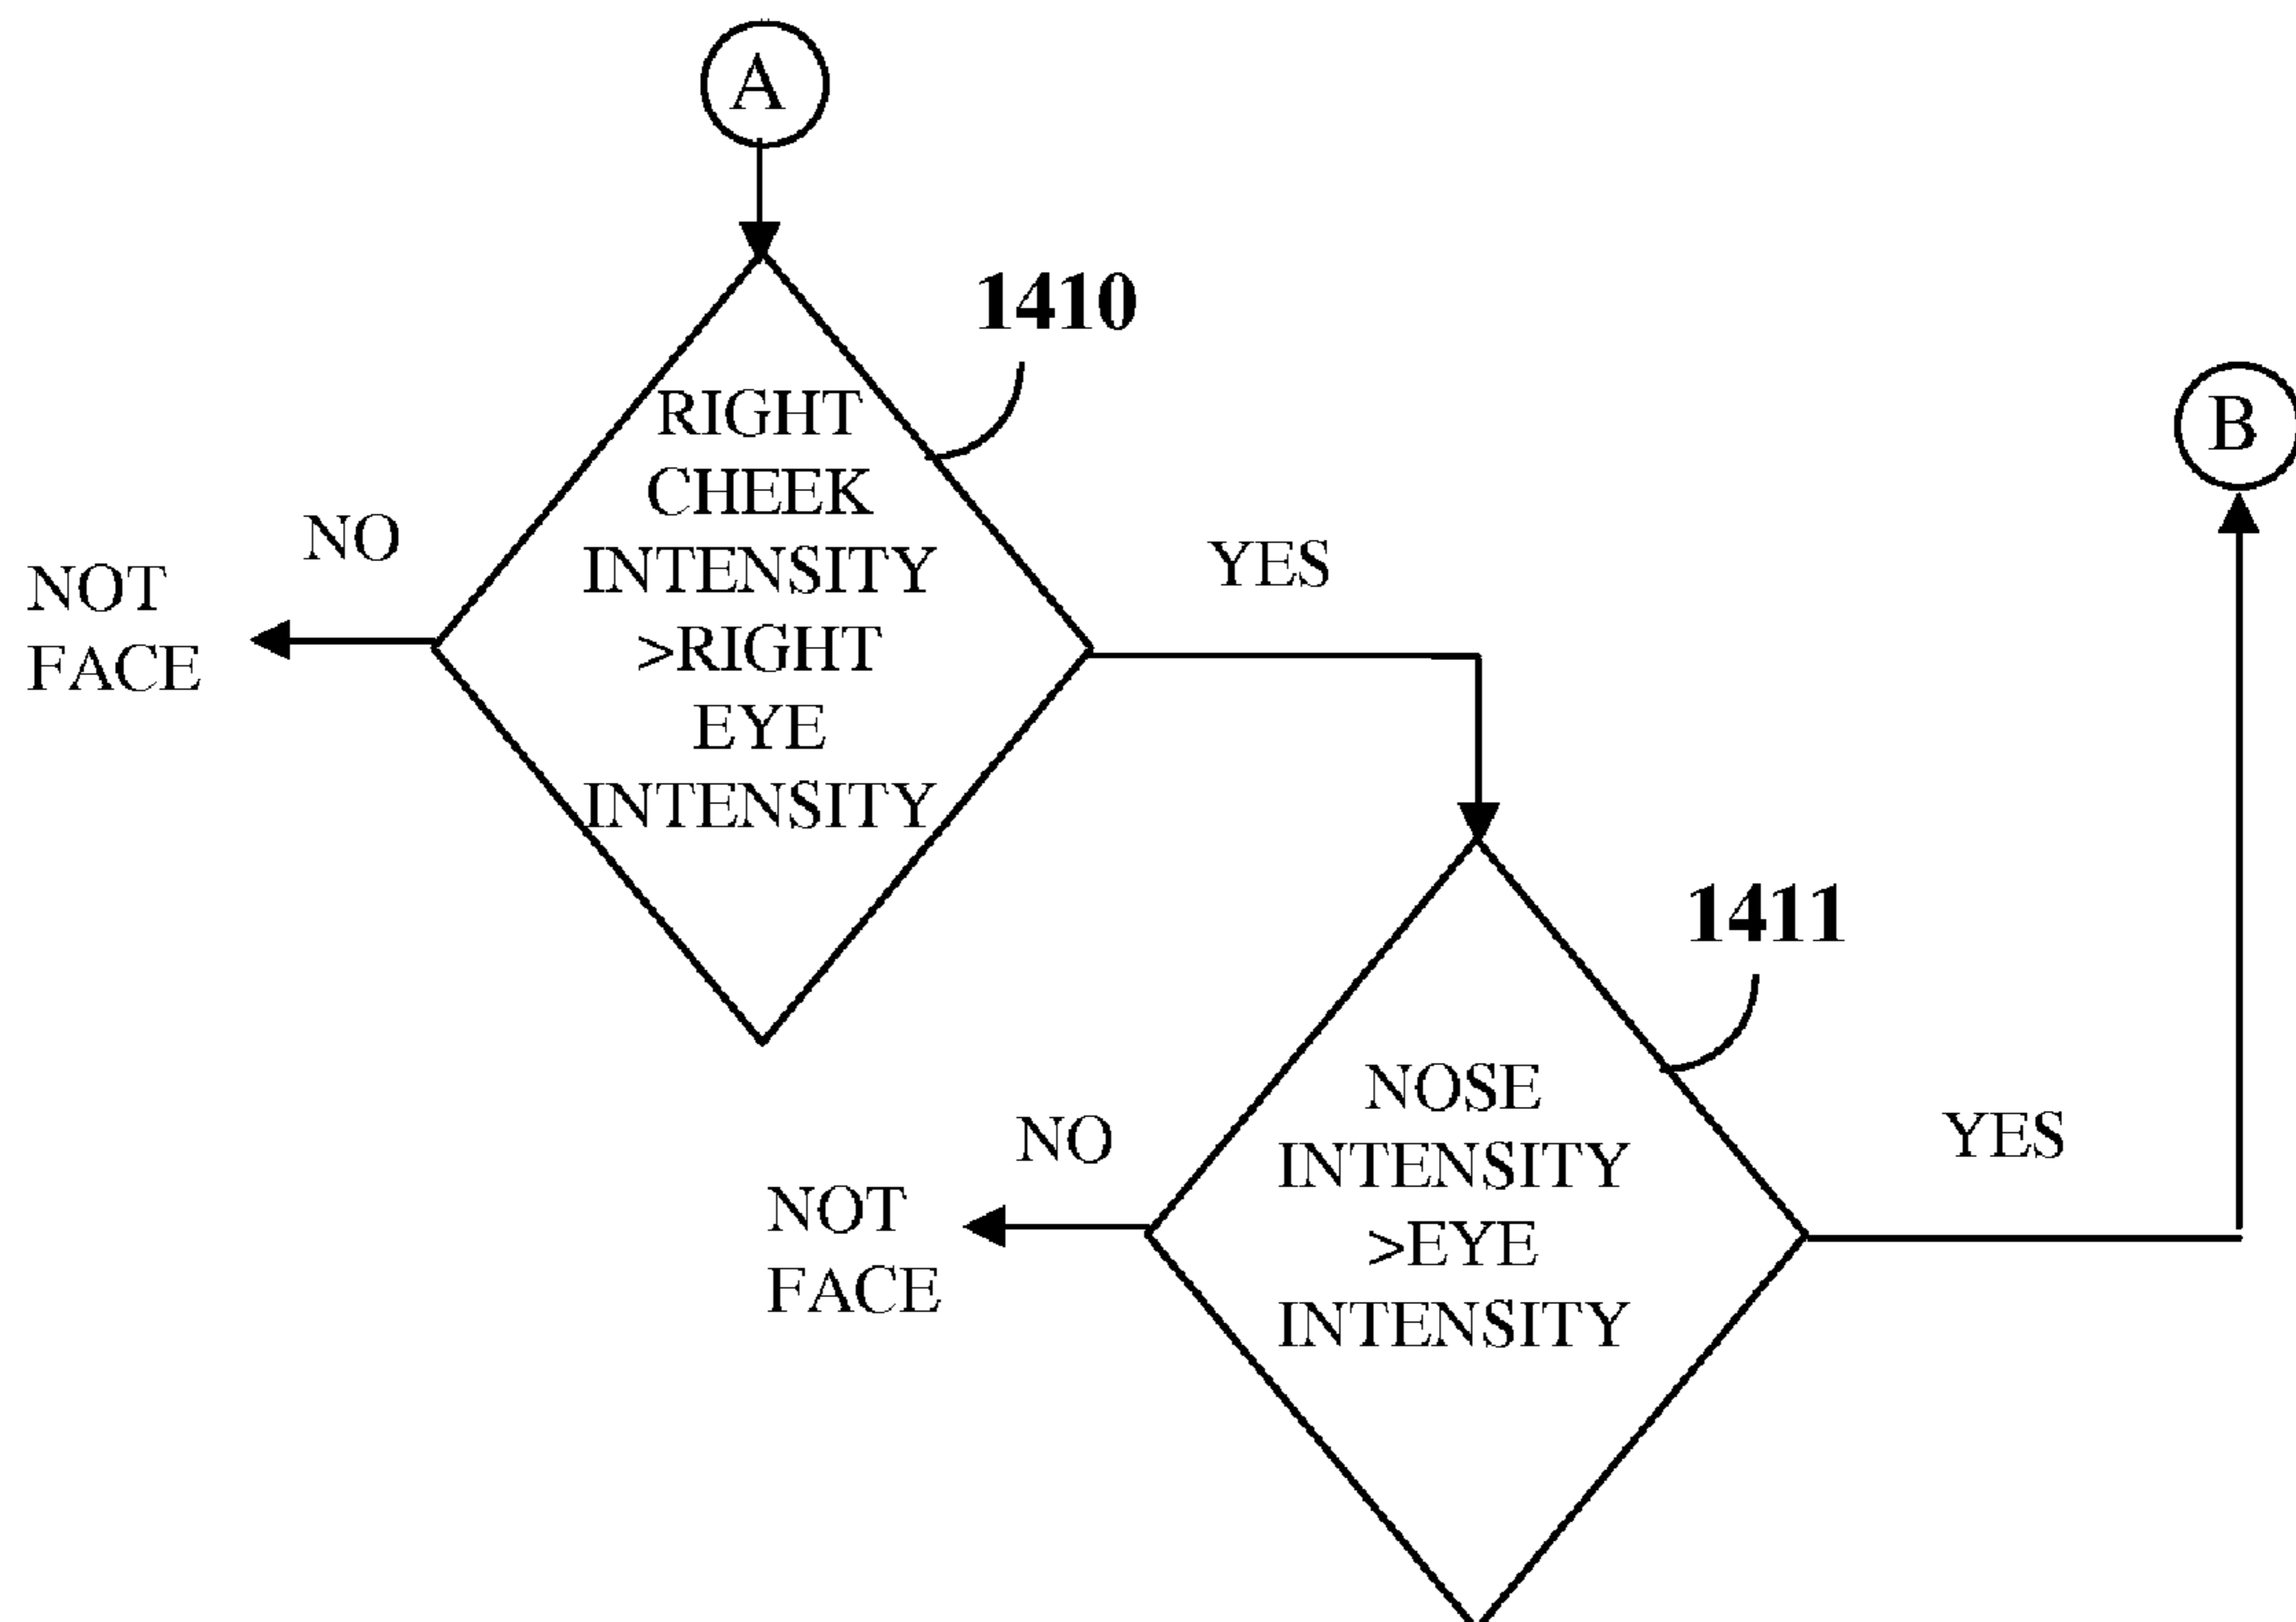 A
1410
RIGHT
CHEEK
INTENSITY
>RIGHT
EYE
INTENSITY
NO
NOT
FACE
YES
B
1411
NOSE
INTENSITY
>EYE
INTENSITY
NO
NOT
FACE
YES